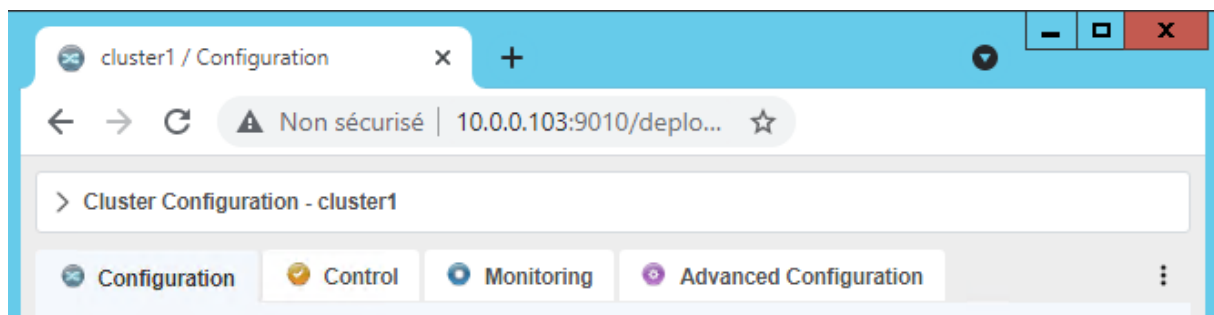 cluster1 / Configuration
Non sécurisé | 10.0.0.103:9010/deplo...
Cluster Configuration - cluster1
Configuration Control Monitoring Advanced Configuration